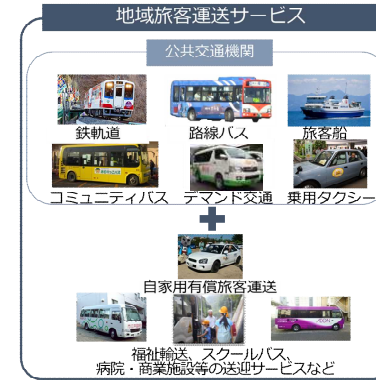 地域旅客運送サービス
公共交通機関
鉄軌道 路線バス 旅客船
コミュニティバス デマンド交通 乗用タクシー
自家用有償旅客運送
福祉輸送、スクールバス、
病院・商業施設等の送迎サービスなど